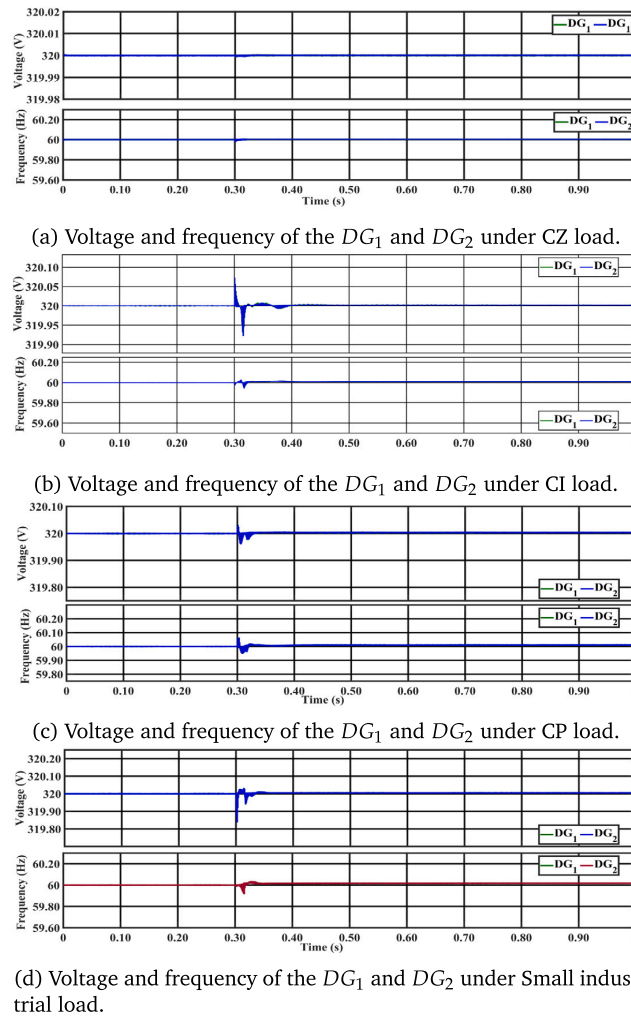 320.02
320.01
320
319.99
319.98
Voltage (V)
DG1 DG1
60.20
60
59.80
59.60
Frequency (Hz)
DG1 DG2
0 0.10 0.20 0.30 0.40 0.50 0.60 0.70 0.80 0.90
Time (s)
(a) Voltage and frequency of the DG1 and DG2 under CZ load.
320.10
320.05
320
319.95
319.90
Voltage (V)
DG1 DG2
60.20
60
59.80
59.60
Frequency (Hz)
DG1 DG2
0 0.10 0.20 0.30 0.40 0.50 0.60 0.70 0.80 0.90
(b) Voltage and frequency of the DG1 and DG2 under CI load.
320.10
320
319.90
319.80
Voltage (V)
DG1 DG2
60.20
60.10
60
59.90
59.80
Frequency (Hz)
DG1 DG2
0 0.10 0.20 0.30 0.40 0.50 0.60 0.70 0.80 0.90
Time (s)
(c) Voltage and frequency of the DG1 and DG2 under CP load.
320.20
320.10
320
319.90
319.80
Voltage (V)
DG1 DG2
60.20
60
59.80
59.60
Frequency (Hz)
DG1 DG2
0 0.10 0.20 0.30 0.40 0.50 0.60 0.70 0.80 0.90
Time (s)
(d) Voltage and frequency of the DG1 and DG2 under Small indus
trial load.